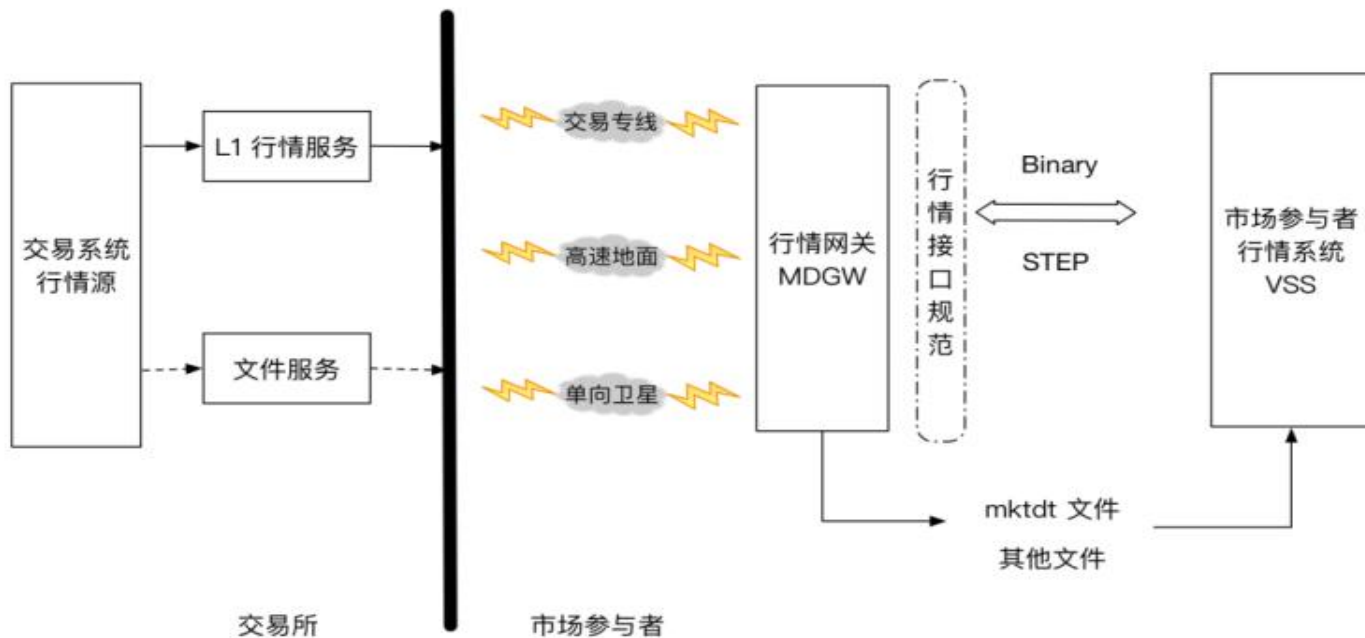 交易系统
行情源
L1 行情服务
文件服务
交易专线
高速地面
单向卫星
行情网关
MDGW
行情接口规范
Binary
STEP
市场参与者
行情系统
VSS
mktdt 文件
其他文件
交易所
市场参与者